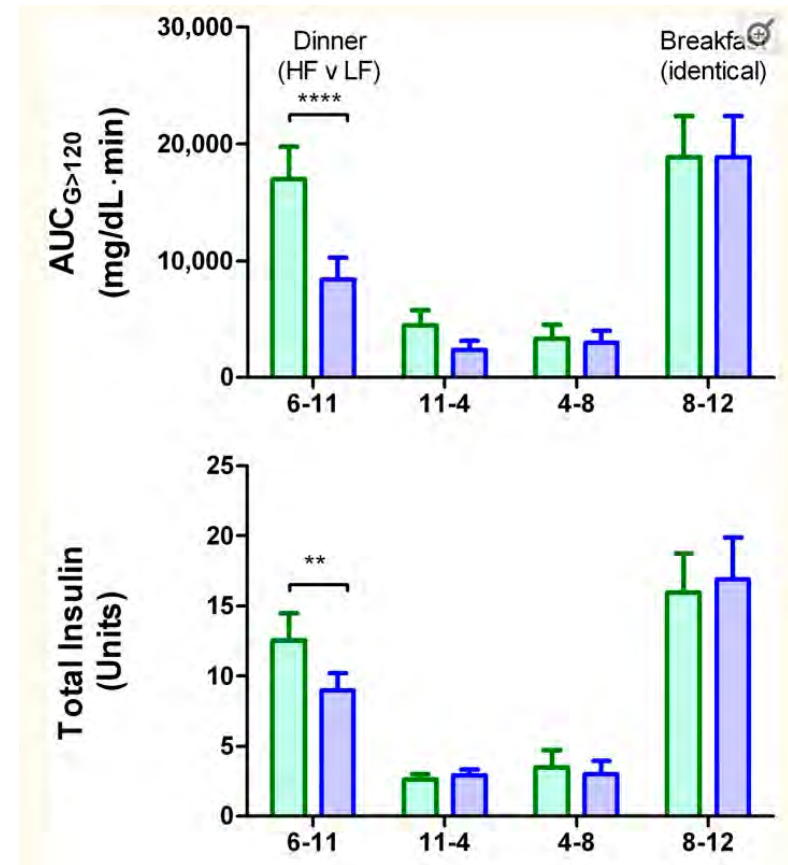 30,000
20,000
10,000
0
AUCG>120
(mg/dL·min)
Dinner
(HF v LF)
****
Breakfast
(identical)
6-11
11-4
4-8
8-12
25
20
15
10
5
0
Total Insulin
(Units)
**
6-11
11-4
4-8
8-12